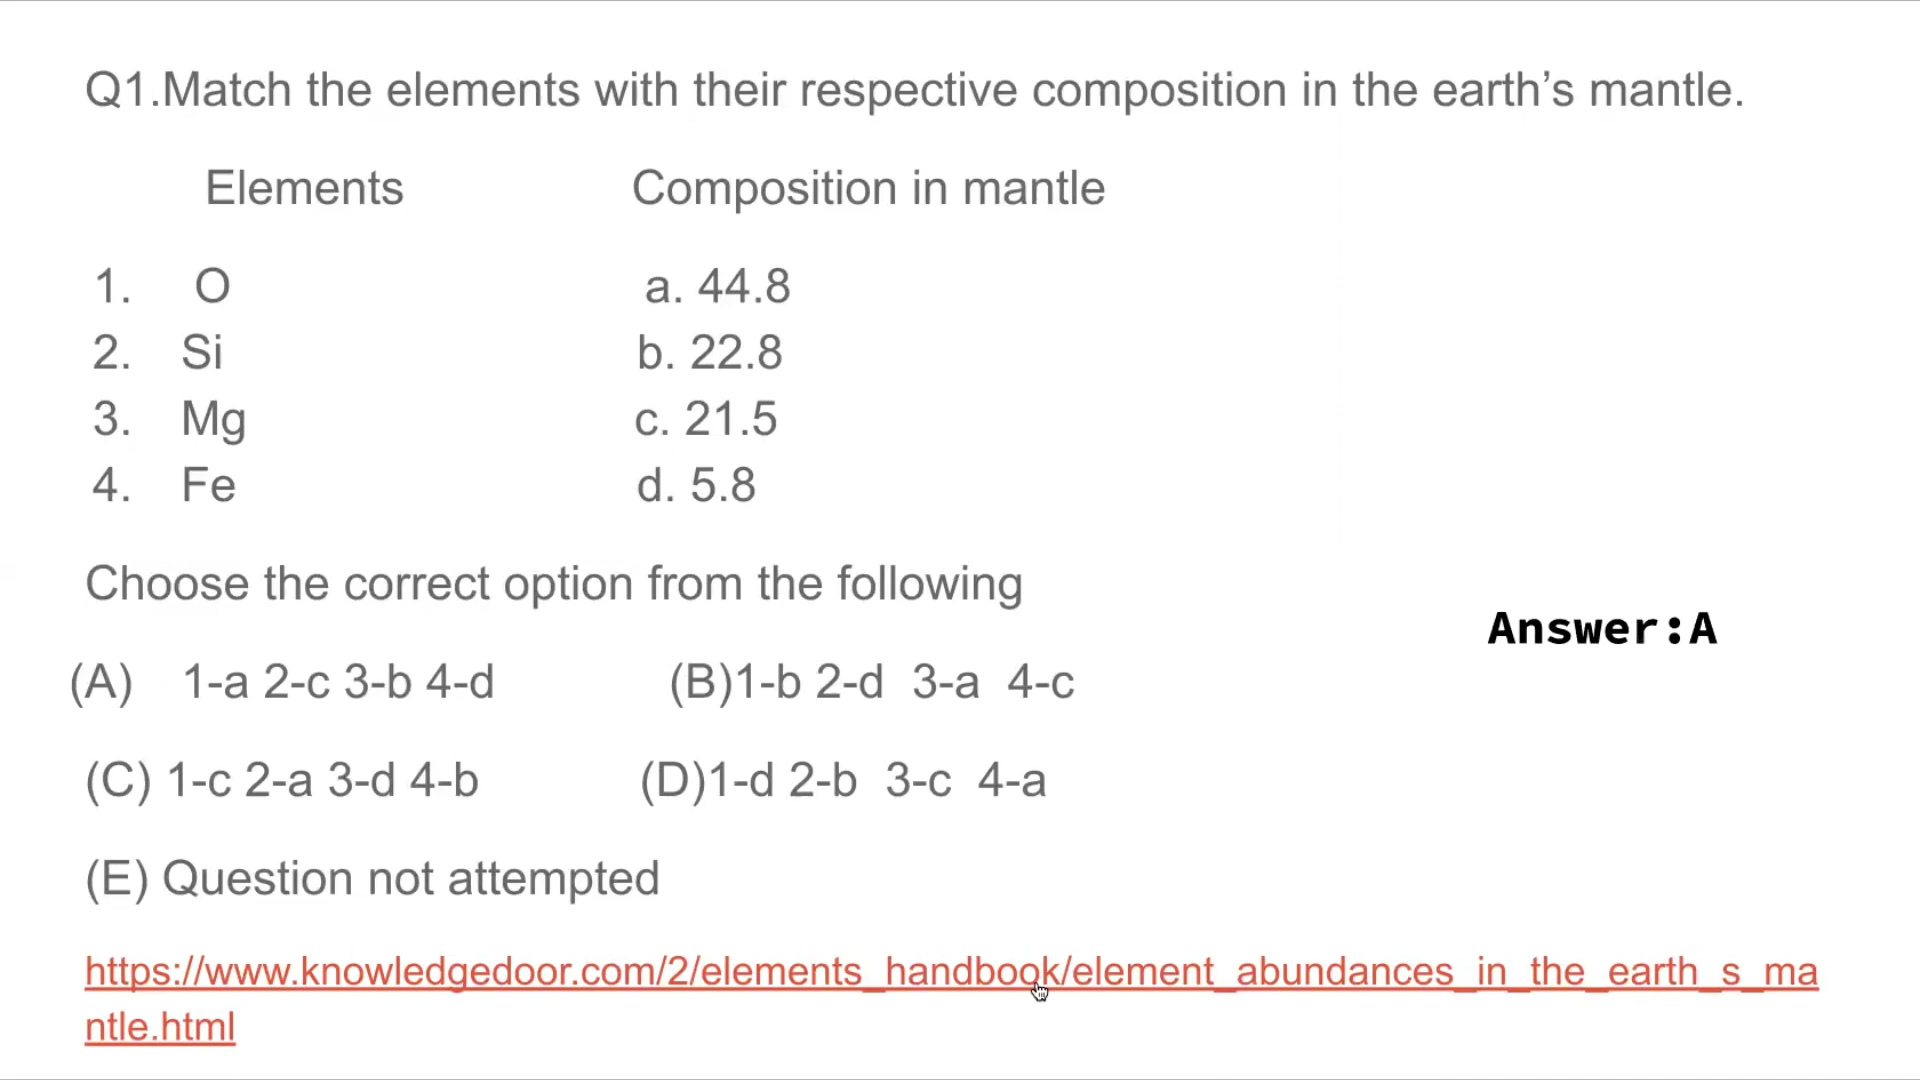 Q1.Match the elements with their respective composition in the earth’s mantle.
Elements Composition in mantle
1. O a. 44.8
2. Si b. 22.8
3. Mg c. 21.5
4. Fe d. 5.8
Choose the correct option from the following
Answer:A
(A) 1-a 2-c 3-b 4-d (B)1-b 2-d 3-a 4-c
(C) 1-c 2-a 3-d 4-b (D)1-d 2-b 3-c 4-a
(E) Question not attempted
https://www.knowledgedoor.com/2/elements_handbook/element_abundances_in_the_earth_s_ma
ntle.html